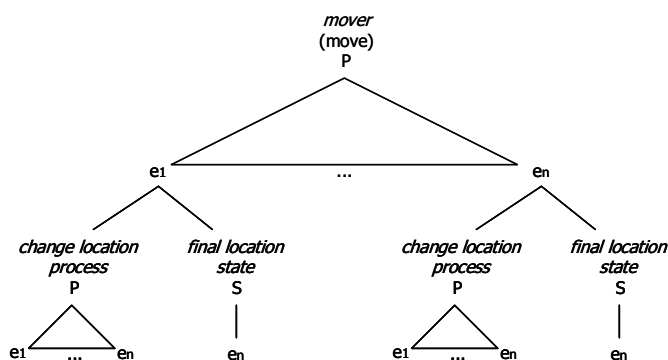 mover
(move)
P
e1 ... en
change location final location change location final location
process state process state
P S P S
e1 ... en en e1 ... en en